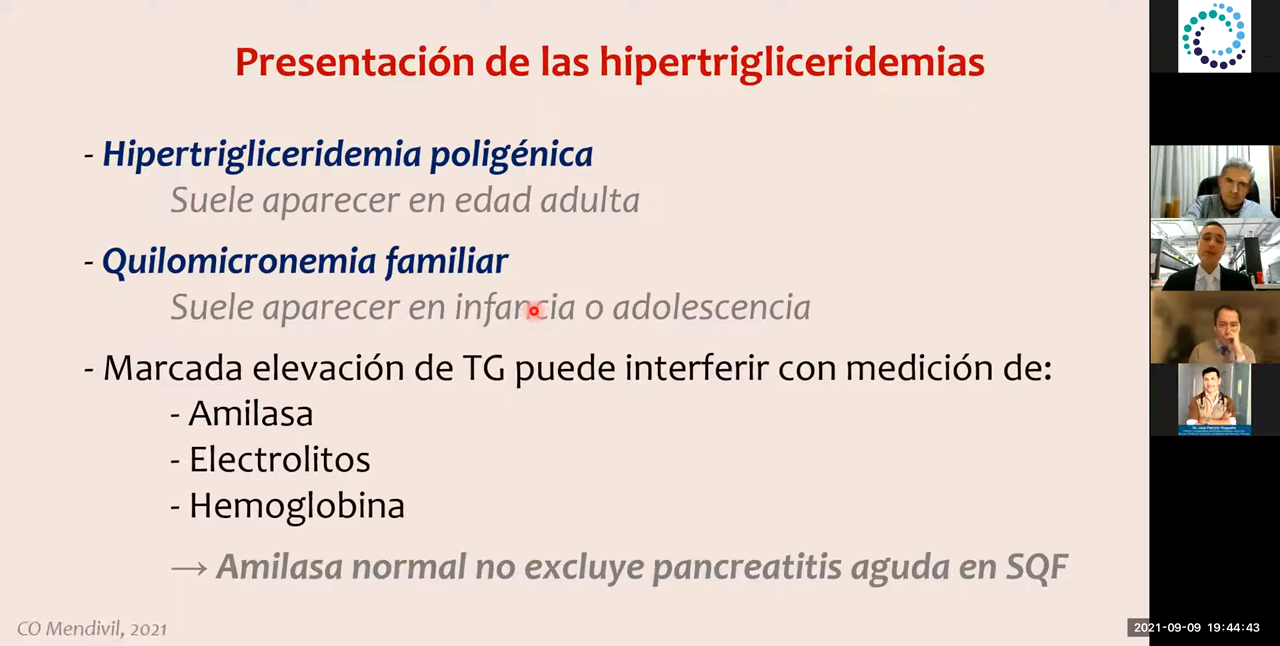 Presentación de las hipertrigliceridemias
- Hipertrigliceridemia poligénica
Suele aparecer en edad adulta
- Quilomicronemia familiar
Suele aparecer en infancia o adolescencia
- Marcada elevación de TG puede interferir con medición de:
- Amilasa
- Electrolitos
- Hemoglobina
→ Amilasa normal no excluye pancreatitis aguda en SQF
CO Mendivil, 2021
2021-09-09 19:44:43